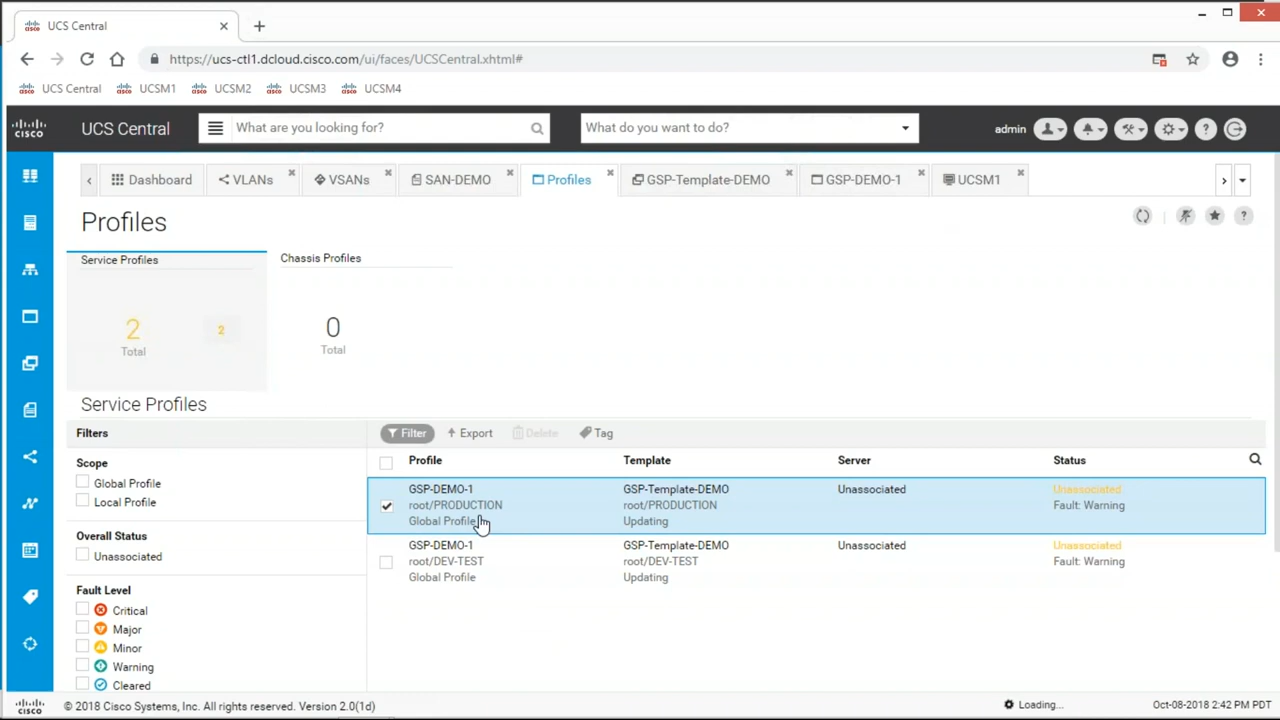 UCS Central
https://ucs-ctl1.dcloud.cisco.com/ui/faces/UCSCentral.xhtml#
UCS Central UCSM1 UCSM2 UCSM3 UCSM4
CISCO UCS Central What are you looking for? What do you want to do? admin
Dashboard VLANs VSANs SAN-DEMO Profiles GSP-Template-DEMO GSP-DEMO-1 UCSM1
Profiles
Service Profiles Chassis Profiles
2 2 0
Total Total
Service Profiles
Filters Filter Export Delete Tag
Profile Template Server Status
Scope
Global Profile
Local Profile
Overall Status
Unassociated
Fault Level
Critical
Major
Minor
Warning
Cleared
GSP-DEMO-1 GSP-Template-DEMO Unassociated Unassociated
root/PRODUCTION root/PRODUCTION Fault: Warning
Global Profile Updating
GSP-DEMO-1 GSP-Template-DEMO Unassociated Unassociated
root/DEV-TEST root/DEV-TEST Fault: Warning
Global Profile Updating
CISCO © 2018 Cisco Systems, Inc. All rights reserved. Version 2.0(1d) Loading... Oct-08-2018 2:42 PM PDT